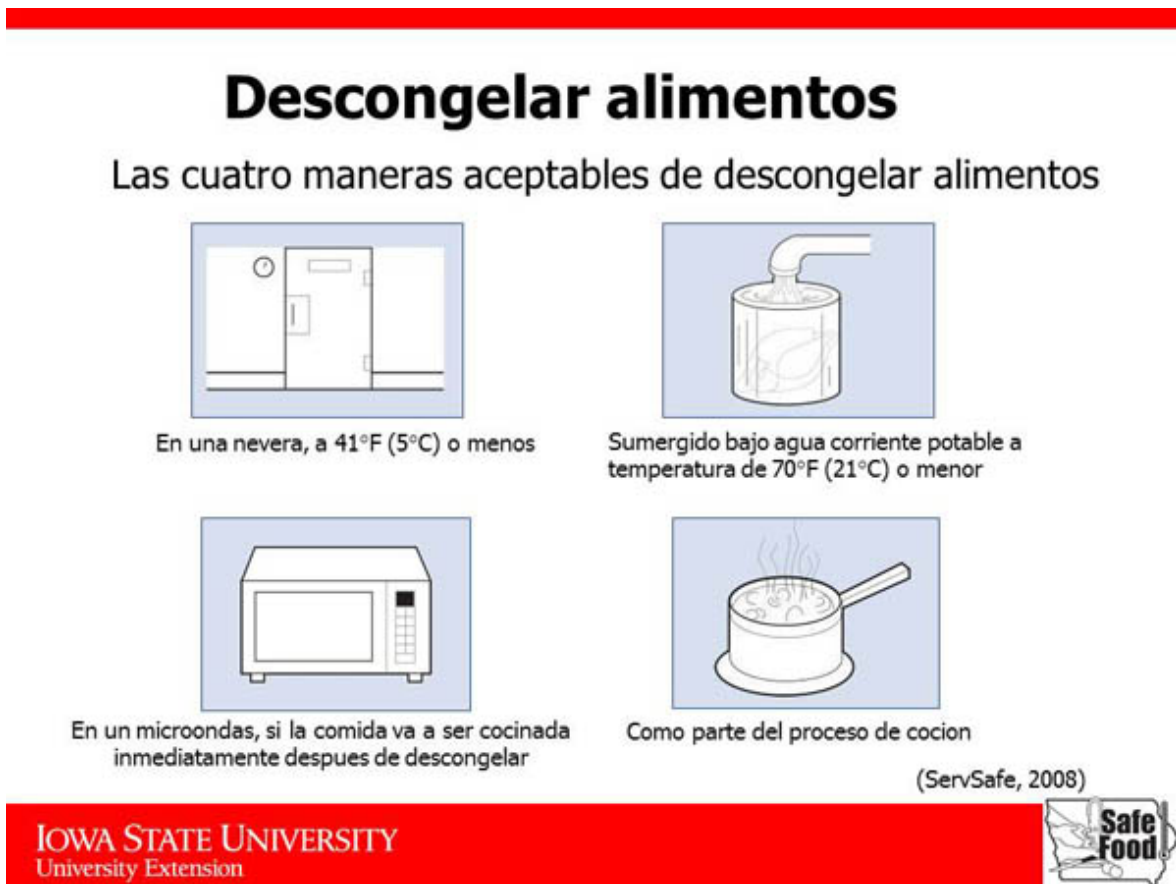 Descongelar alimentos
Las cuatro maneras aceptables de descongelar alimentos
En una nevera, a 41°F (5°C) o menos
Sumergido bajo agua corriente potable a
temperatura de 70°F (21°C) o menor
En un microondas, si la comida va a ser cocinada
inmediatamente despues de descongelar
Como parte del proceso de cocion
(ServSafe, 2008)
IOWA STATE UNIVERSITY
University Extension
Safe
Food